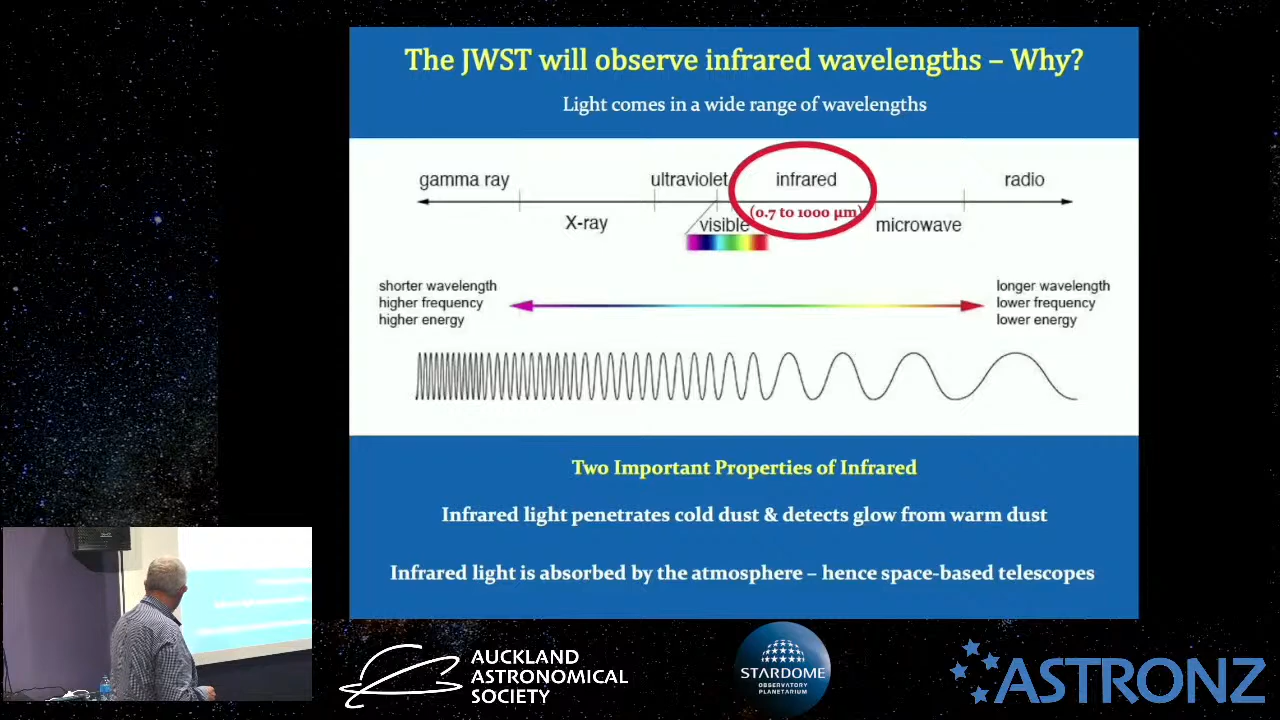 The JWST will observe infrared wavelengths – Why?
Light comes in a wide range of wavelengths
gamma ray
ultraviolet
infrared
radio
(0.7 to 1000 µm)
X-ray
visible
microwave
shorter wavelength
higher frequency
higher energy
longer wavelength
lower frequency
lower energy
Two Important Properties of Infrared
Infrared light penetrates cold dust & detects glow from warm dust
Infrared light is absorbed by the atmosphere – hence space-based telescopes
AUCKLAND
ASTRONOMICAL
SOCIETY
STARDOME
OBSERVATORY
PLANETARIUM
ASTRONZ